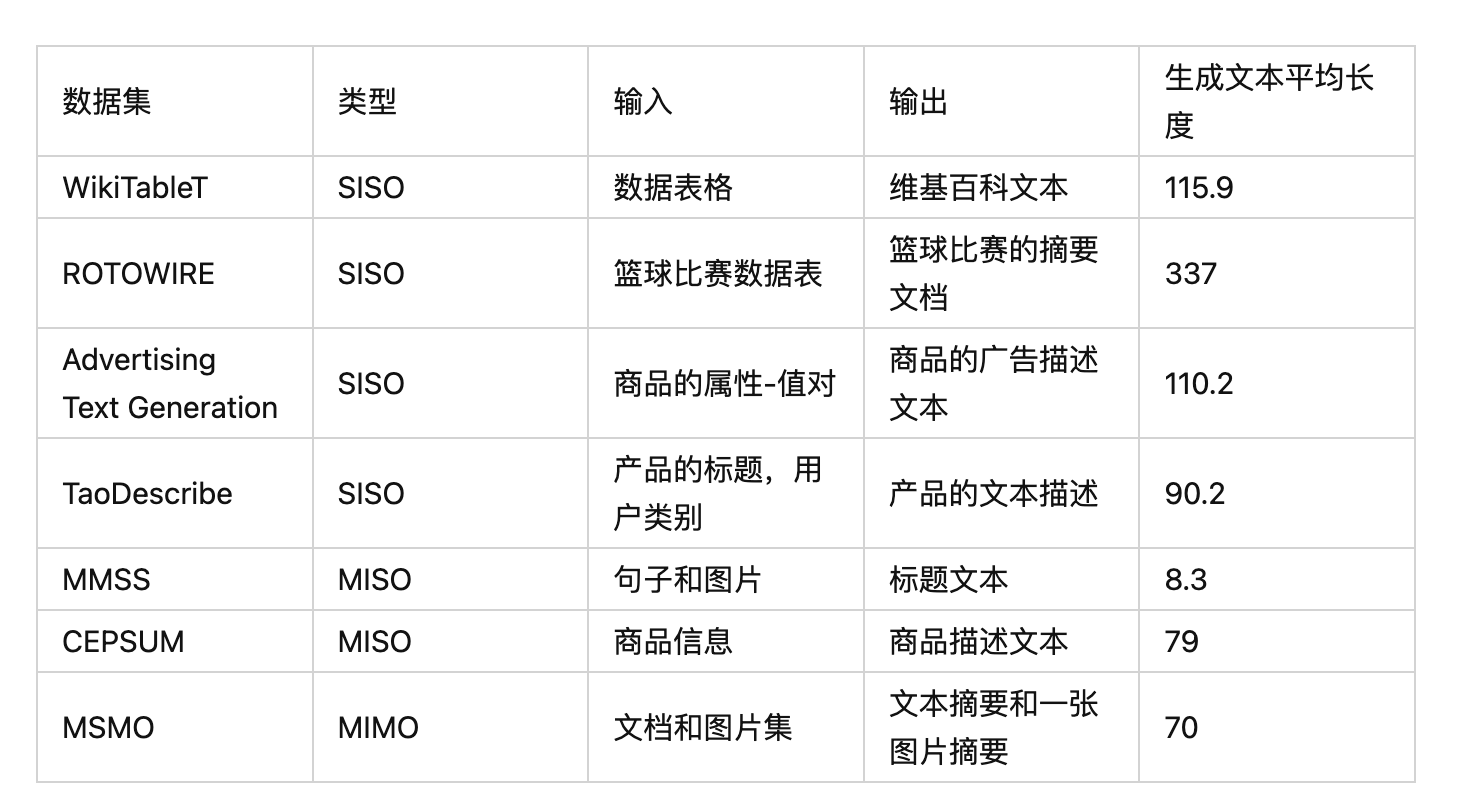 数据集 类型 输入 输出 生成文本平均长
度
WikiTableT SISO 数据表格 维基百科文本 115.9
ROTOWIRE SISO 篮球比赛数据表 篮球比赛的摘要
文档 337
Advertising
Text Generation SISO 商品的属性-值对 商品的广告描述
文本 110.2
TaoDescribe SISO 产品的标题，用
户类别 产品的文本描述 90.2
MMSS MISO 句子和图片 标题文本 8.3
CEPSUM MISO 商品信息 商品描述文本 79
MSMO MIMO 文档和图片集 文本摘要和一张
图片摘要 70